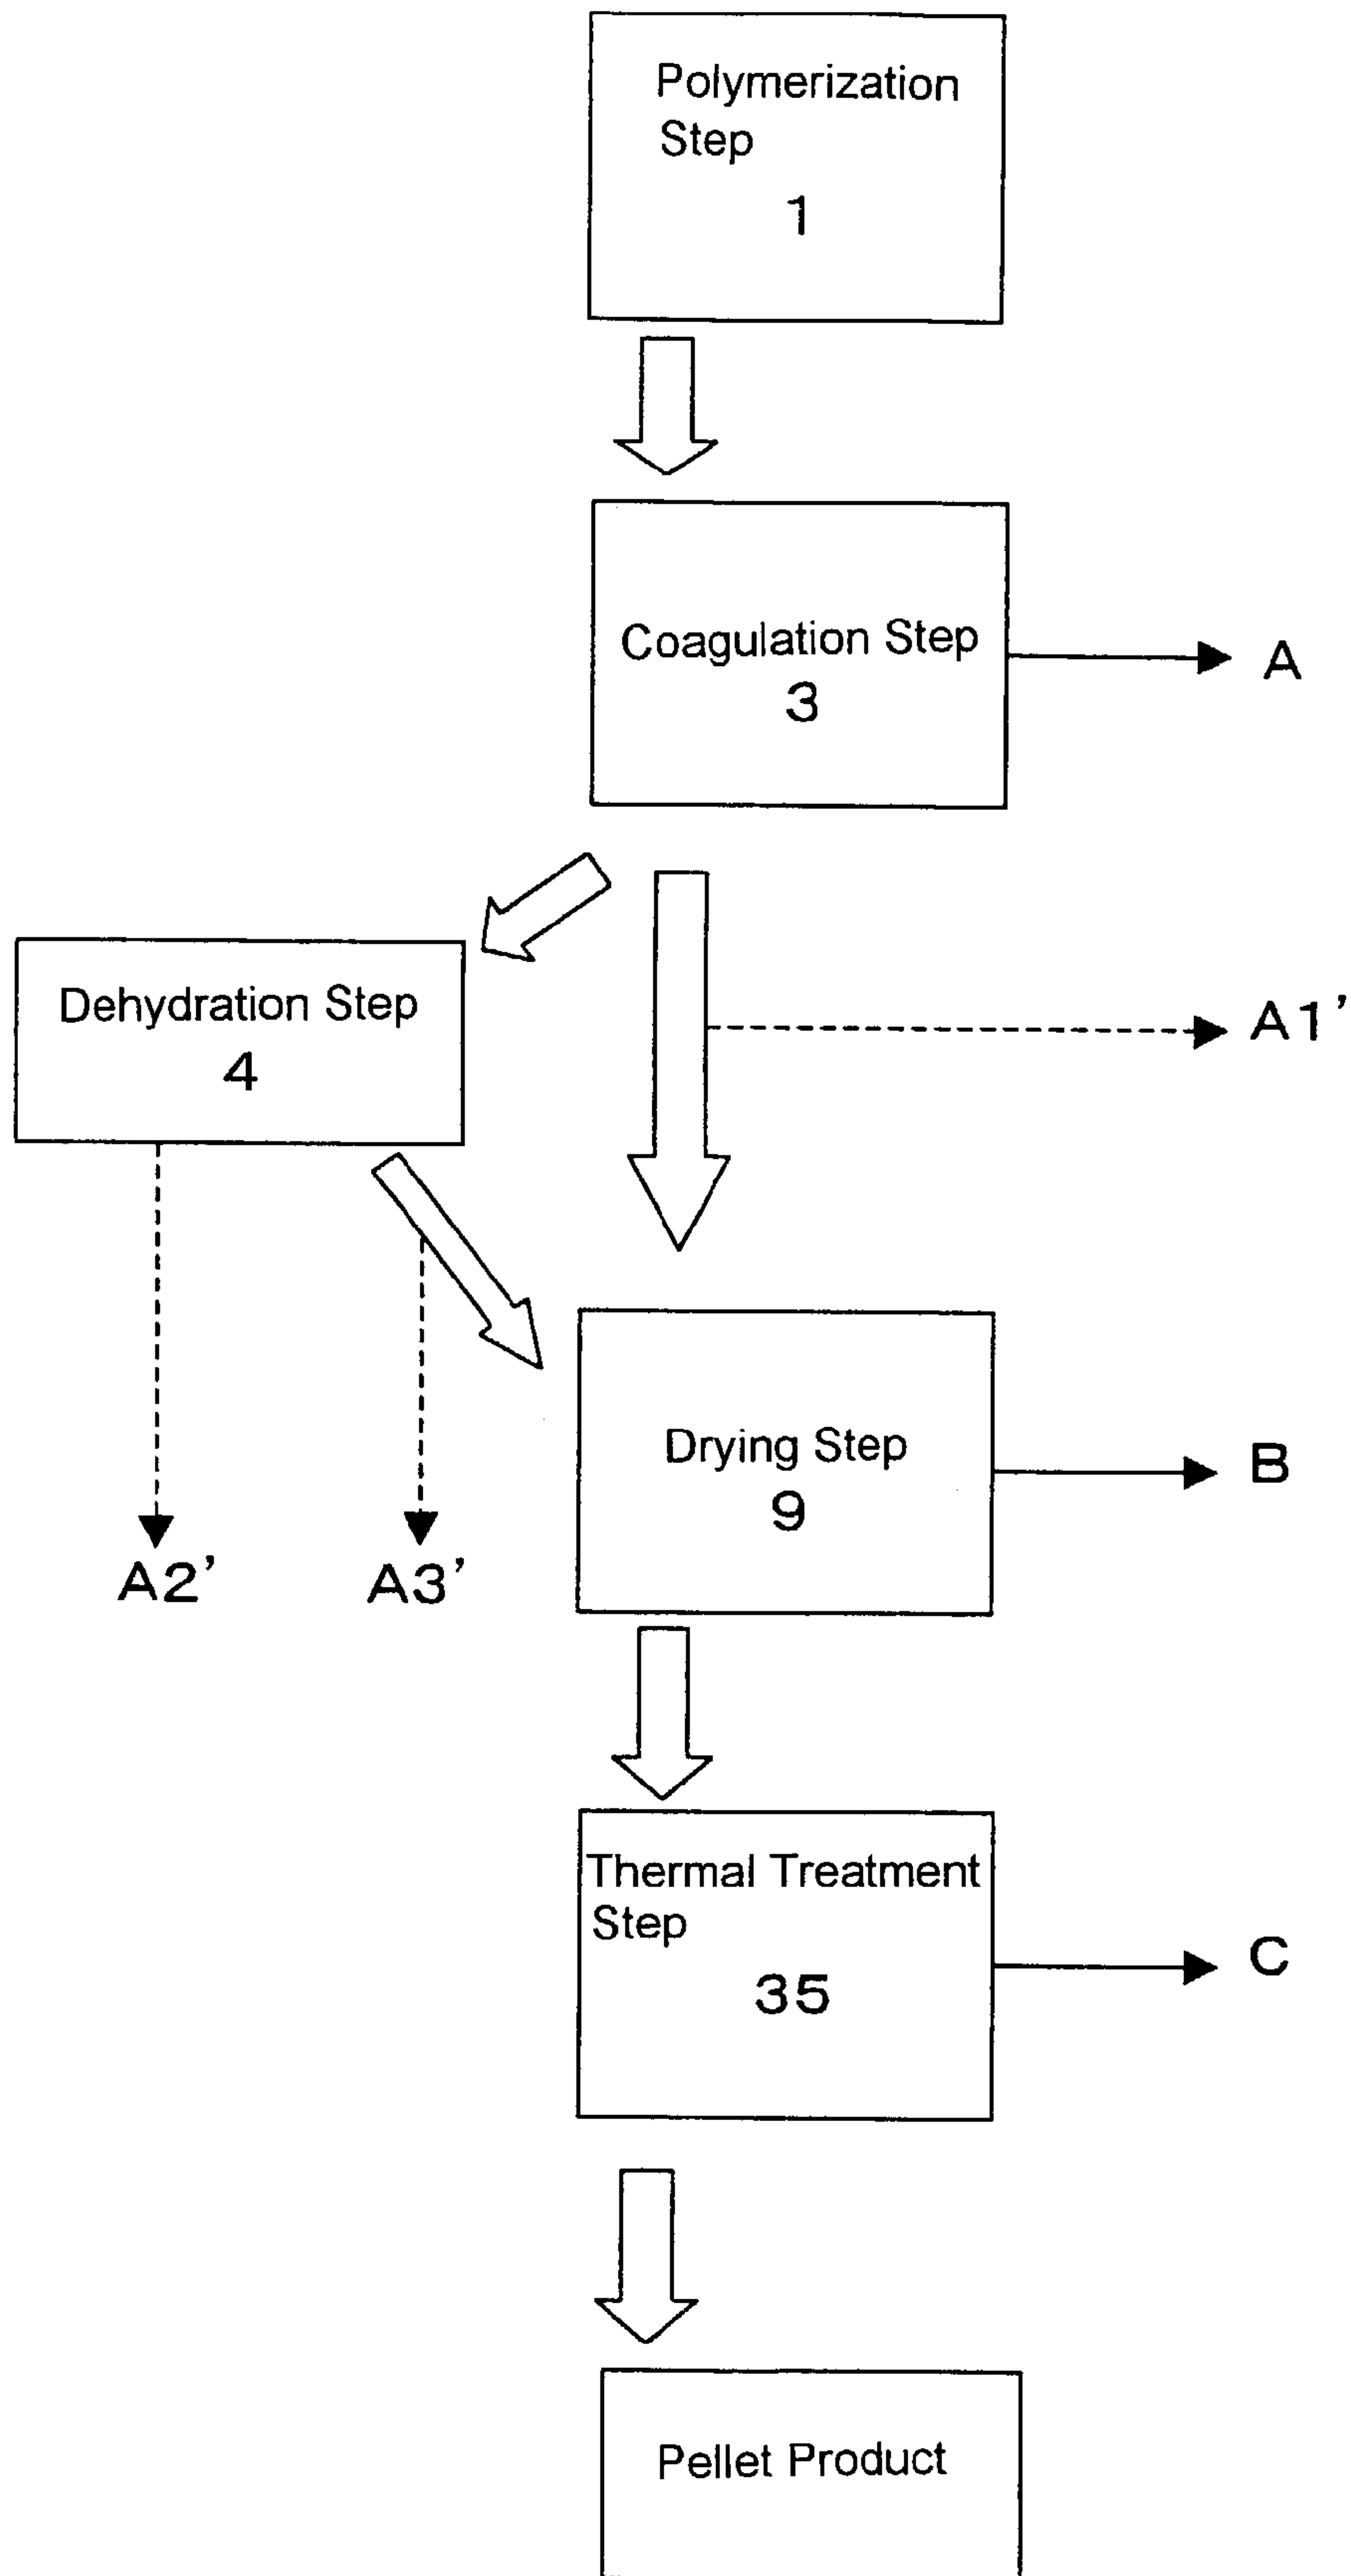 Polymerization
Step
1
Coagulation Step
3
A
Dehydration Step
4
A1’
Drying Step
9
B
A2’
A3’
Thermal Treatment
Step
35
C
Pellet Product